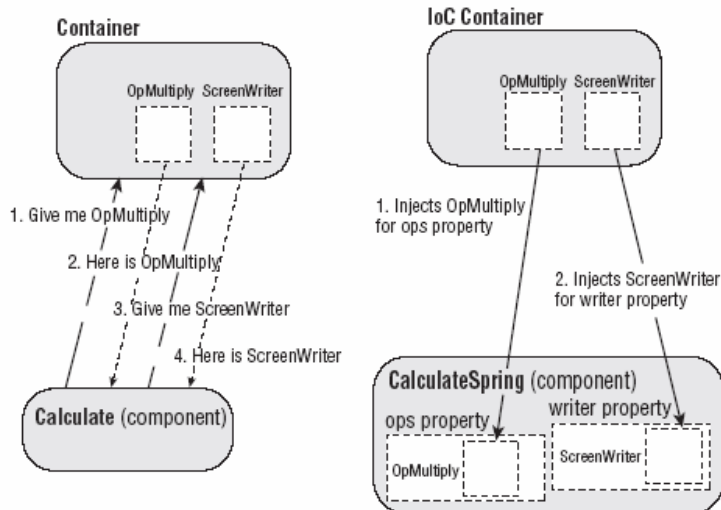 Container
OpMultiply ScreenWriter
1. Give me OpMultiply
2. Here is OpMultiply
3. Give me ScreenWriter
4. Here is ScreenWriter
Calculate (component)
IoC Container
OpMultiply ScreenWriter
1. Injects OpMultiply
for ops property
2. Injects ScreenWriter
for writer property
CalculateSpring (component)
ops property
writer property
OpMultiply
ScreenWriter